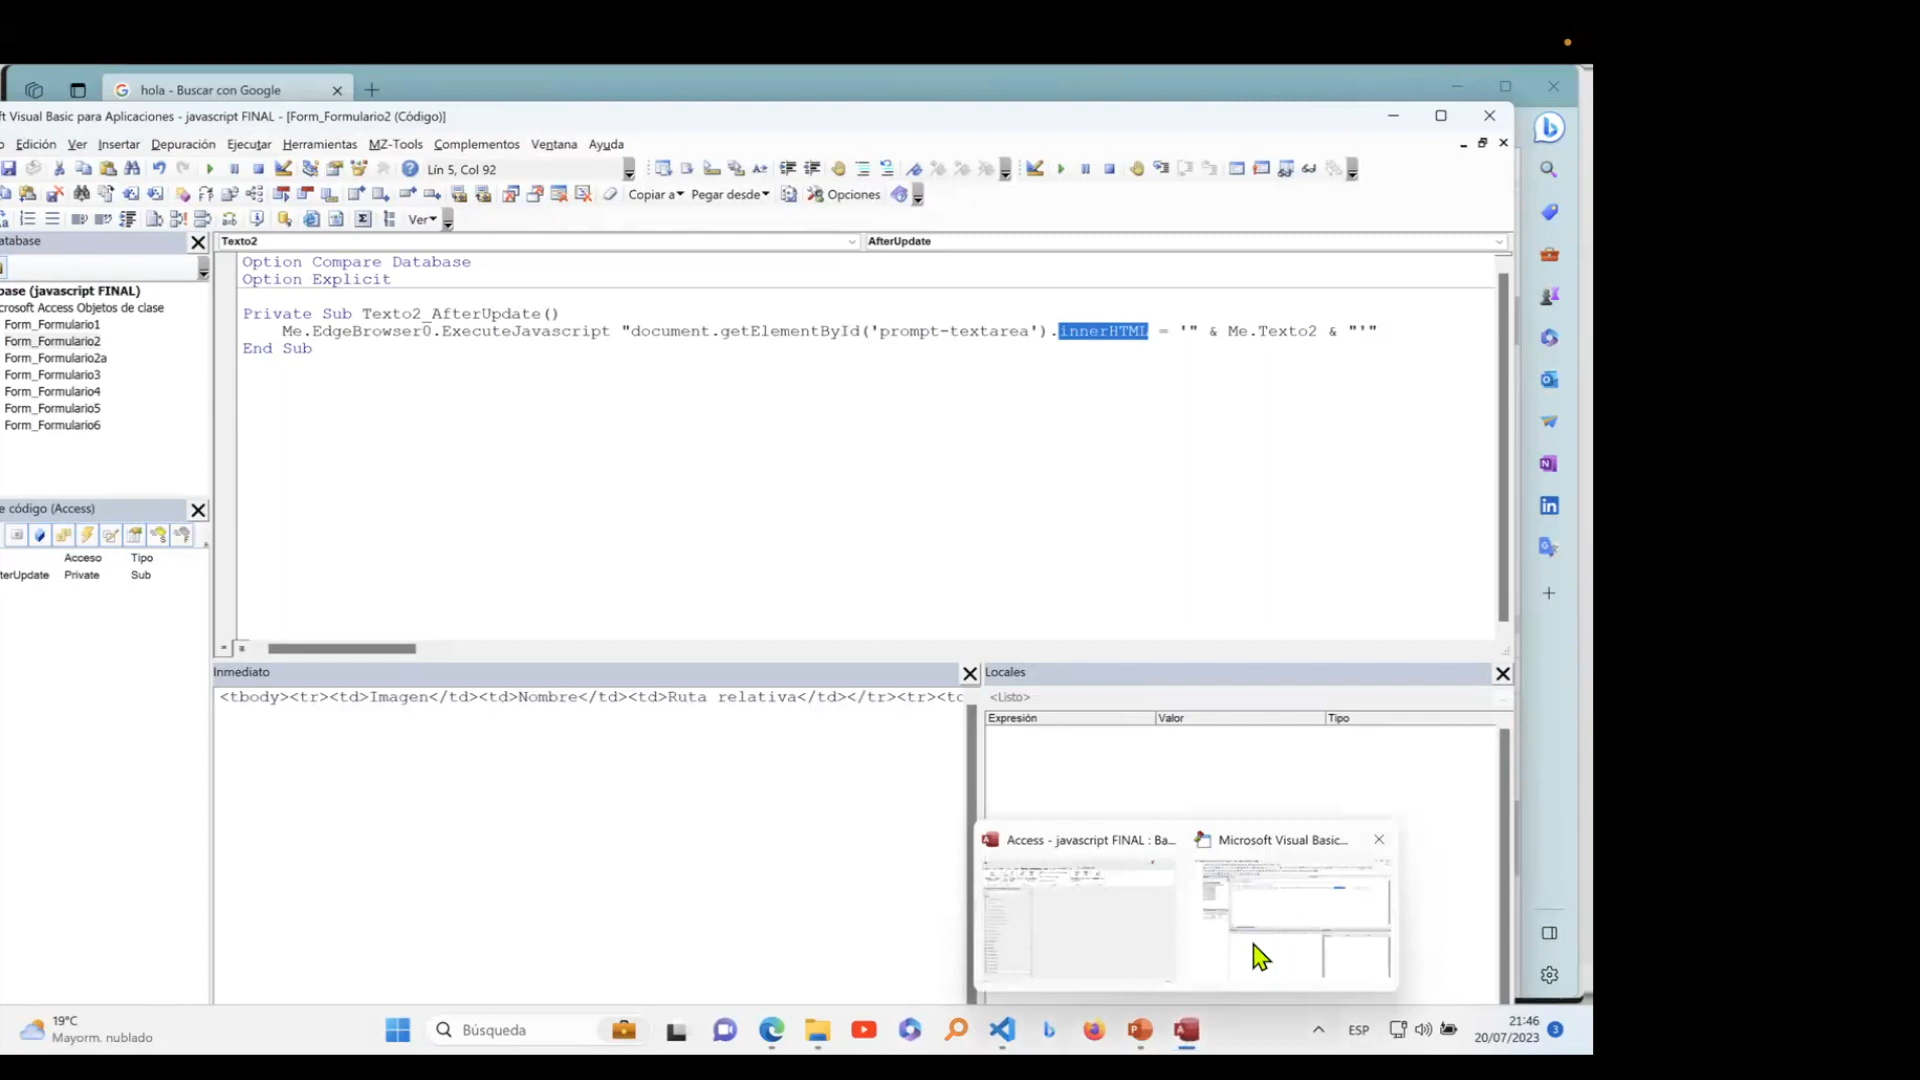 hola - Buscar con Google
ft Visual Basic para Aplicaciones - javascript FINAL - [Form_Formulario2 (Código)]
o Edición Ver Insertar Depuración Ejecutar Herramientas MZ-Tools Complementos Ventana Ayuda
Lín 5, Col 92
Copiar a Pegar desde Opciones
Ver
atabase
Texto2
AfterUpdate
Option Compare Database
Option Explicit
Private Sub Texto2_AfterUpdate()
Me.EdgeBrowser0.ExecuteJavascript "document.getElementById('prompt-textarea').innerHTML = '" & Me.Texto2 & "'"
End Sub
base (javascript FINAL)
crosoft Access Objetos de clase
Form_Formulario1
Form_Formulario2
Form_Formulario2a
Form_Formulario3
Form_Formulario4
Form_Formulario5
Form_Formulario6
e código (Access)
Acceso Tipo
terUpdate Private Sub
Inmediato
<tbody><tr><td>Imagen</td><td>Nombre</td><td>Ruta relativa</td></tr><tr><tc
Locales
<Listo>
Expresión Valor Tipo
Access - javascript FINAL : Ba...
Microsoft Visual Basic...
19°C
Mayorm. nublado
Búsqueda
ESP
21:46
20/07/2023
3